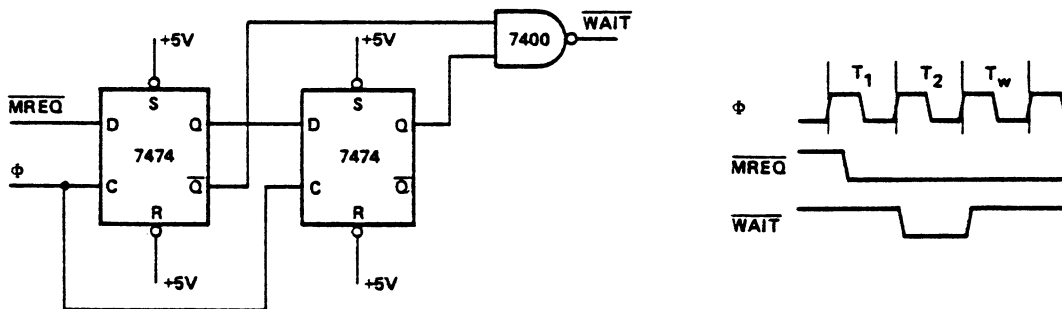 +5V
+5V
7400
WAIT
MREQ
Φ
S
D
Q
7474
C
Q
R
+5V
S
D
Q
7474
C
Q
R
+5V
T1 T2 Tw
Φ
MREQ
WAIT